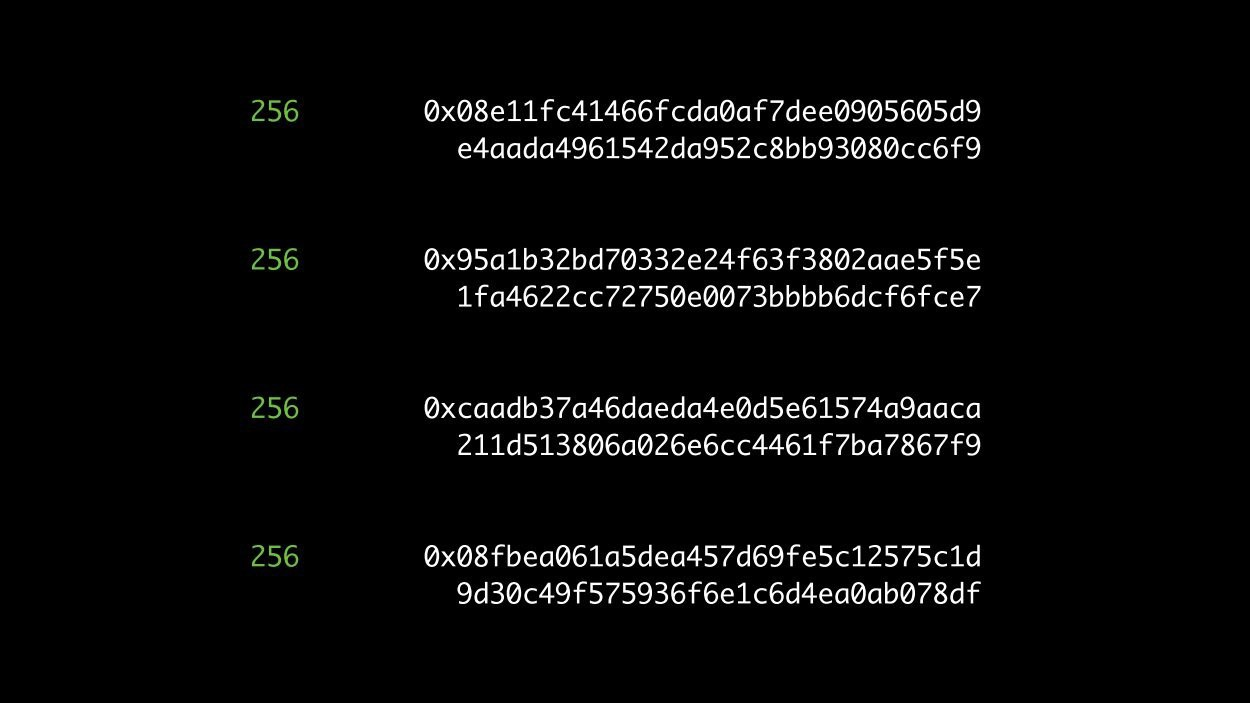 256 0x08e11fc41466fcda0af7dee0905605d9
e4aada4961542da952c8bb93080cc6f9
256 0x95a1b32bd70332e24f63f3802aae5f5e
1fa4622cc72750e0073bbbb6dcf6fce7
256 0xcaadb37a46daeda4e0d5e61574a9aaca
211d513806a026e6cc4461f7ba7867f9
256 0x08fbea061a5dea457d69fe5c12575c1d
9d30c49f575936f6e1c6d4ea0ab078df